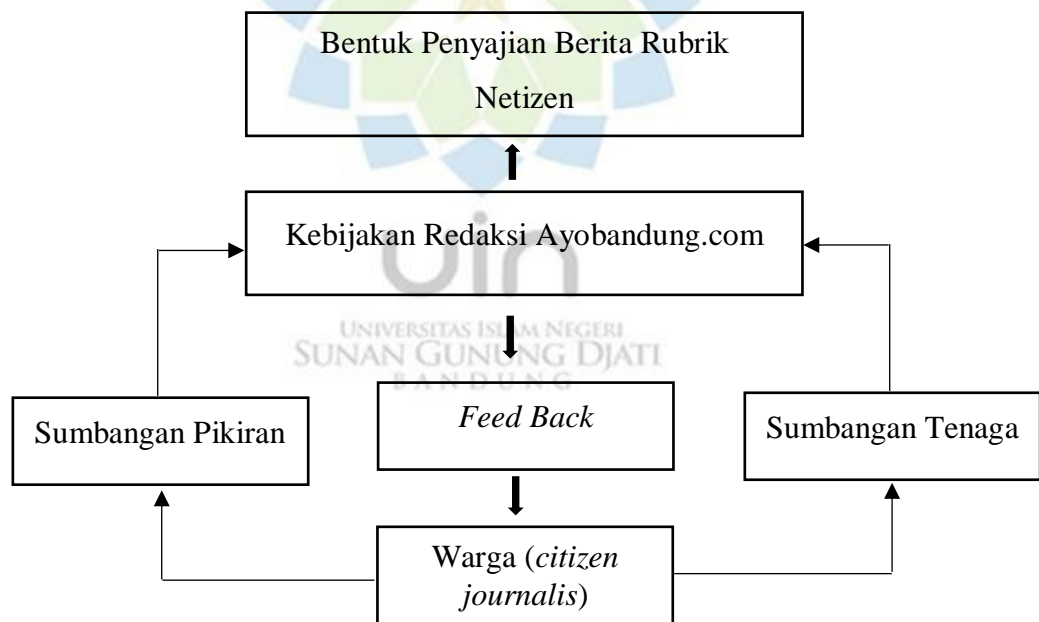 Bentuk Penyajian Berita Rubrik
Netizen
Kebijakan Redaksi Ayobandung.com
uin
UNIVERSITAS ISLAM NEGERI
SUNAN GUNUNG DJATI
BANDUNG
Sumbangan Pikiran
Feed Back
Sumbangan Tenaga
Warga (citizen
journalis)